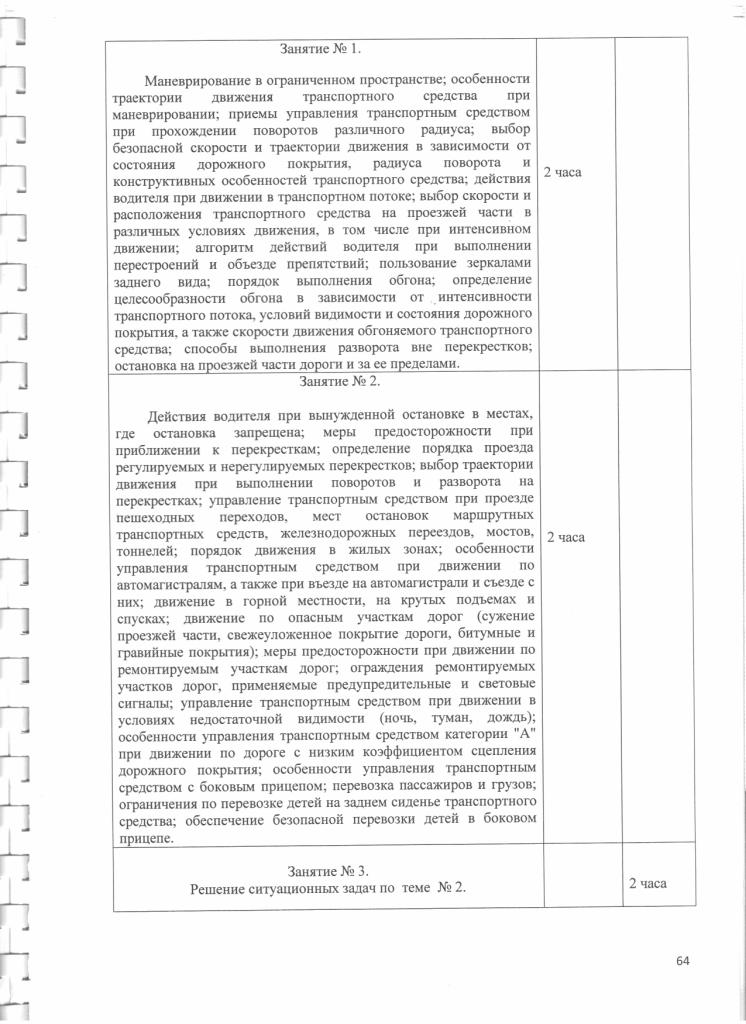 Занятие № 1.
Маневрирование в ограниченном пространстве; особенности
траектории движения транспортного средства при
маневрировании; приемы управления транспортным средством
при прохождении поворотов различного радиуса; выбор
безопасной скорости и траектории движения в зависимости от
состояния дорожного покрытия, радиуса поворота и
конструктивных особенностей транспортного средства; действия
водителя при движении в транспортном потоке; выбор скорости и
расположения транспортного средства на проезжей части в
различных условиях движения, в том числе при интенсивном
движении; алгоритм действий водителя при выполнении
перестроений и объезде препятствий; пользование зеркалами
заднего вида; порядок выполнения обгона; определение
целесообразности обгона в зависимости от интенсивности
транспортного потока, условий видимости и состояния дорожного
покрытия, а также скорости движения обгоняемого транспортного
средства; способы выполнения разворота вне перекрестков;
остановка на проезжей части дороги и за ее пределами.
2 часа
Занятие № 2.
Действия водителя при вынужденной остановке в местах,
где остановка запрещена; меры предосторожности при
приближении к перекресткам; определение порядка проезда
регулируемых и нерегулируемых перекрестков; выбор траектории
движения при выполнении поворотов и разворота на
перекрестках; управление транспортным средством при проезде
пешеходных переходов, мест остановок маршрутных
транспортных средств, железнодорожных переездов, мостов,
тоннелей; порядок движения в жилых зонах; особенности
управления транспортным средством при движении по
автомагистралям, а также при въезде на автомагистрали и съезде с
них; движение в горной местности, на крутых подъемах и
спусках; движение по опасным участкам дорог (сужение
проезжей части, свежеуложенное покрытие дороги, битумные и
гравийные покрытия); меры предосторожности при движении по
ремонтируемым участкам дорог; ограждения ремонтируемых
участков дорог, применяемые предупредительные и световые
сигналы; управление транспортным средством при движении в
условиях недостаточной видимости (ночь, туман, дождь);
особенности управления транспортным средством категории "А"
при движении по дороге с низким коэффициентом сцепления
дорожного покрытия; особенности управления транспортным
средством с боковым прицепом; перевозка пассажиров и грузов;
ограничения по перевозке детей на заднем сиденье транспортного
средства; обеспечение безопасной перевозки детей в боковом
прицепе.
2 часа
Занятие № 3.
Решение ситуационных задач по теме № 2.
2 часа
64